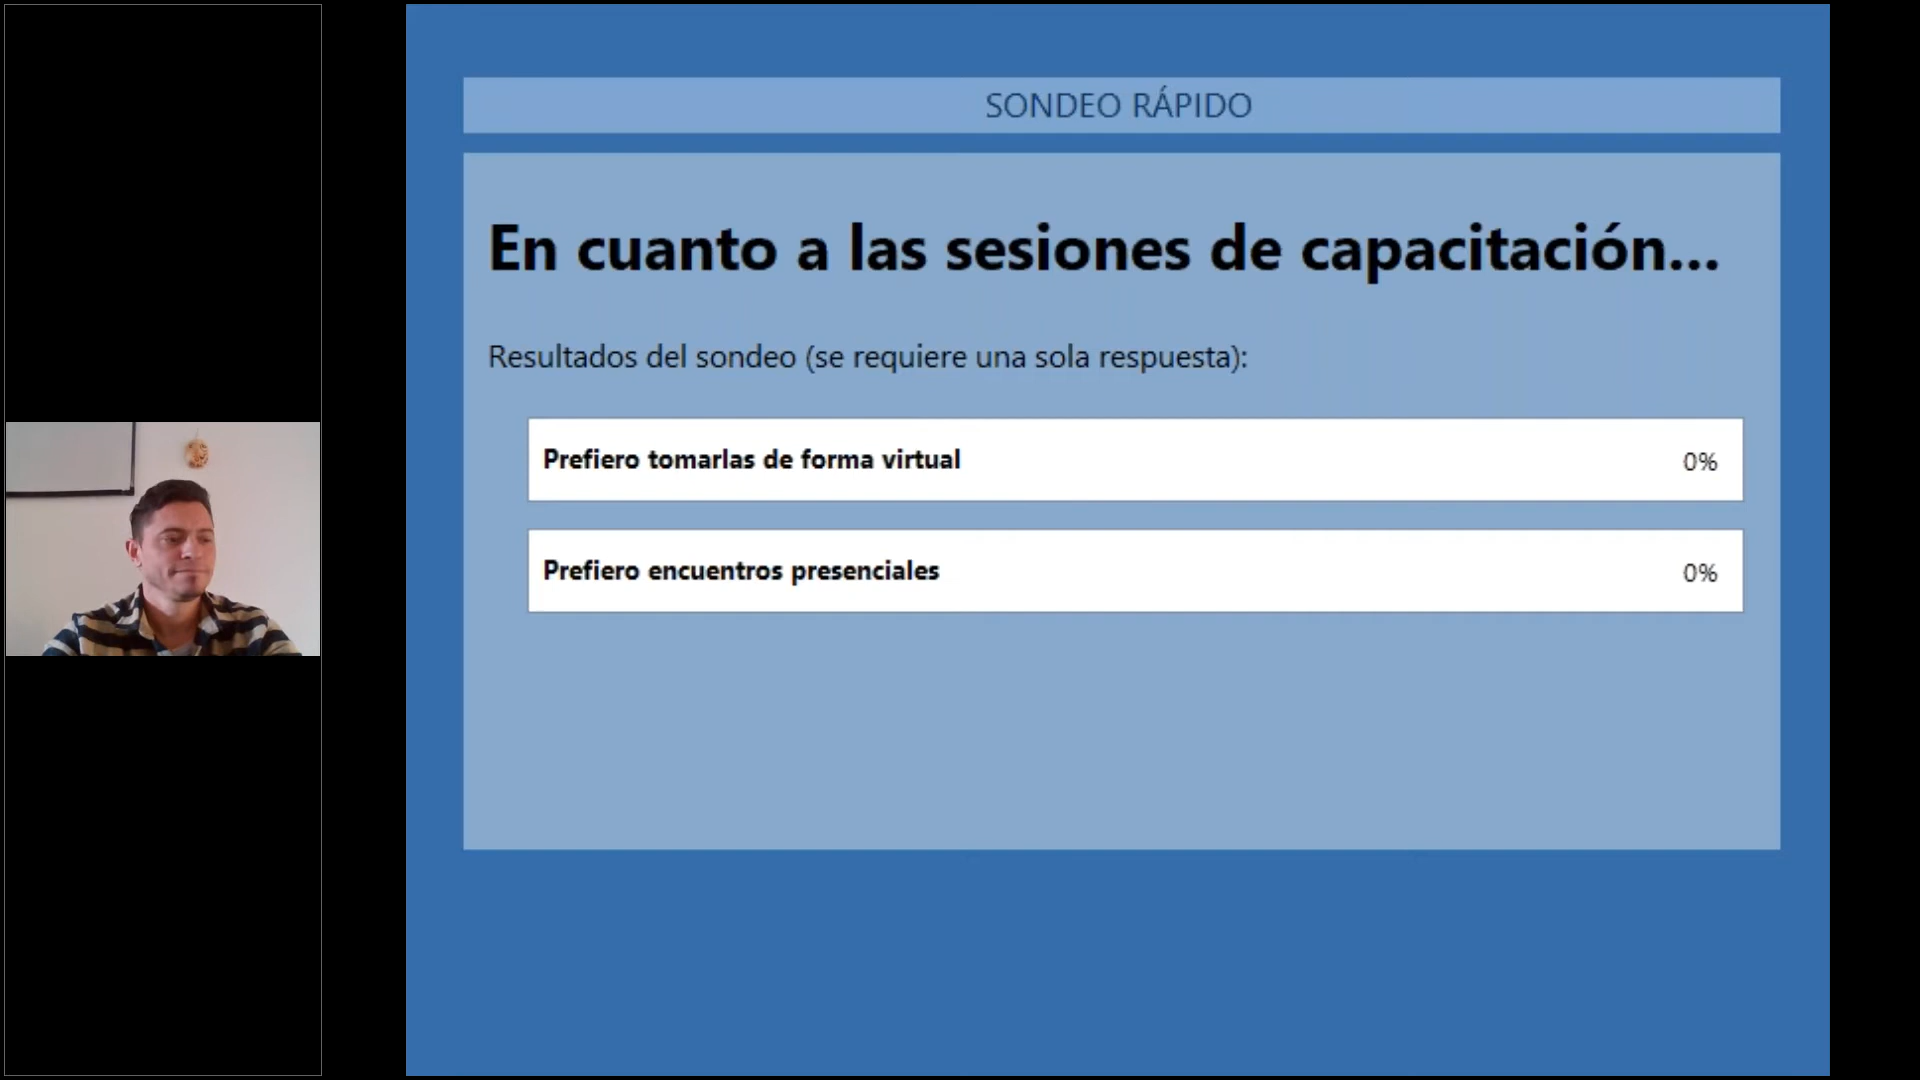 SONDEO RÁPIDO
En cuanto a las sesiones de capacitación...
Resultados del sondeo (se requiere una sola respuesta):
Prefiero tomarlas de forma virtual 0%
Prefiero encuentros presenciales 0%